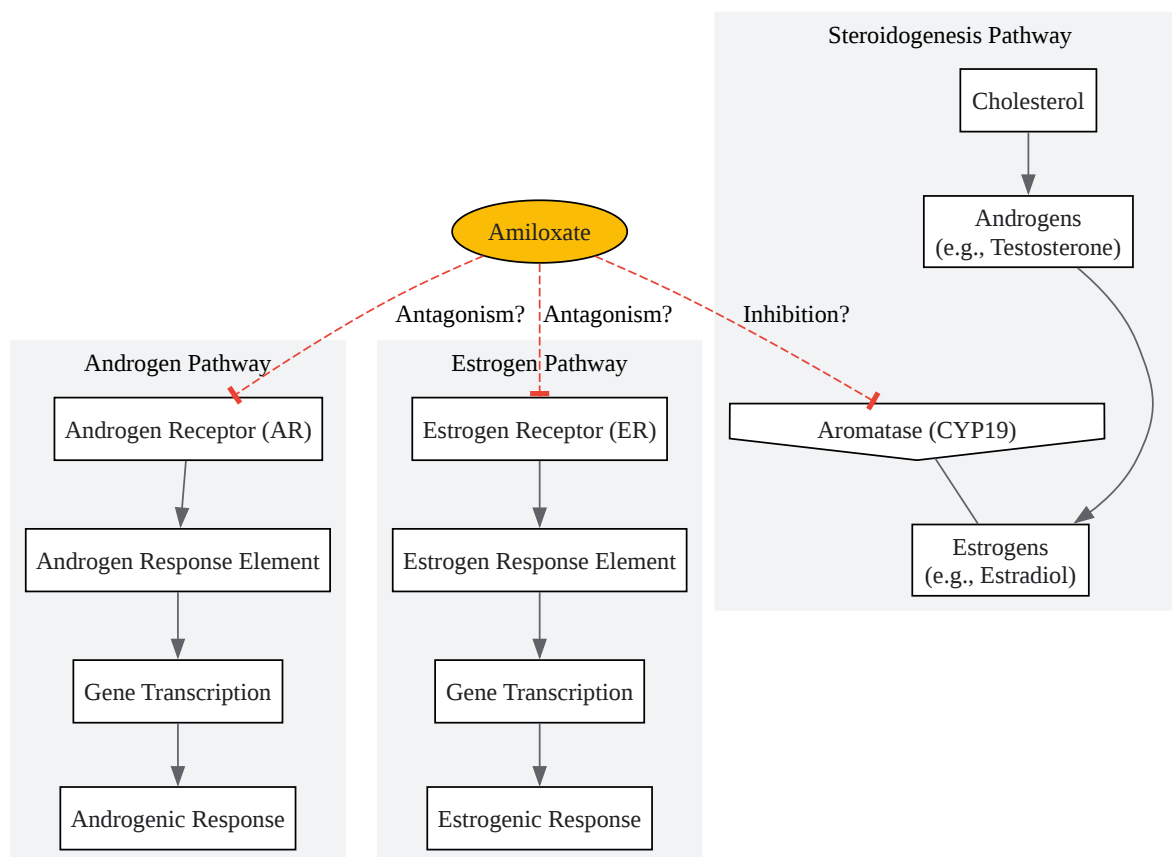 Steroidogenesis Pathway
Cholesterol
Androgens
(e.g., Testosterone)
Amiloxate
Antagonism?
Antagonism?
Inhibition?
Androgen Pathway
Androgen Receptor (AR)
Androgen Response Element
Gene Transcription
Androgenic Response
Estrogen Pathway
Estrogen Receptor (ER)
Estrogen Response Element
Gene Transcription
Estrogenic Response
Aromatase (CYP19)
Estrogens
(e.g., Estradiol)